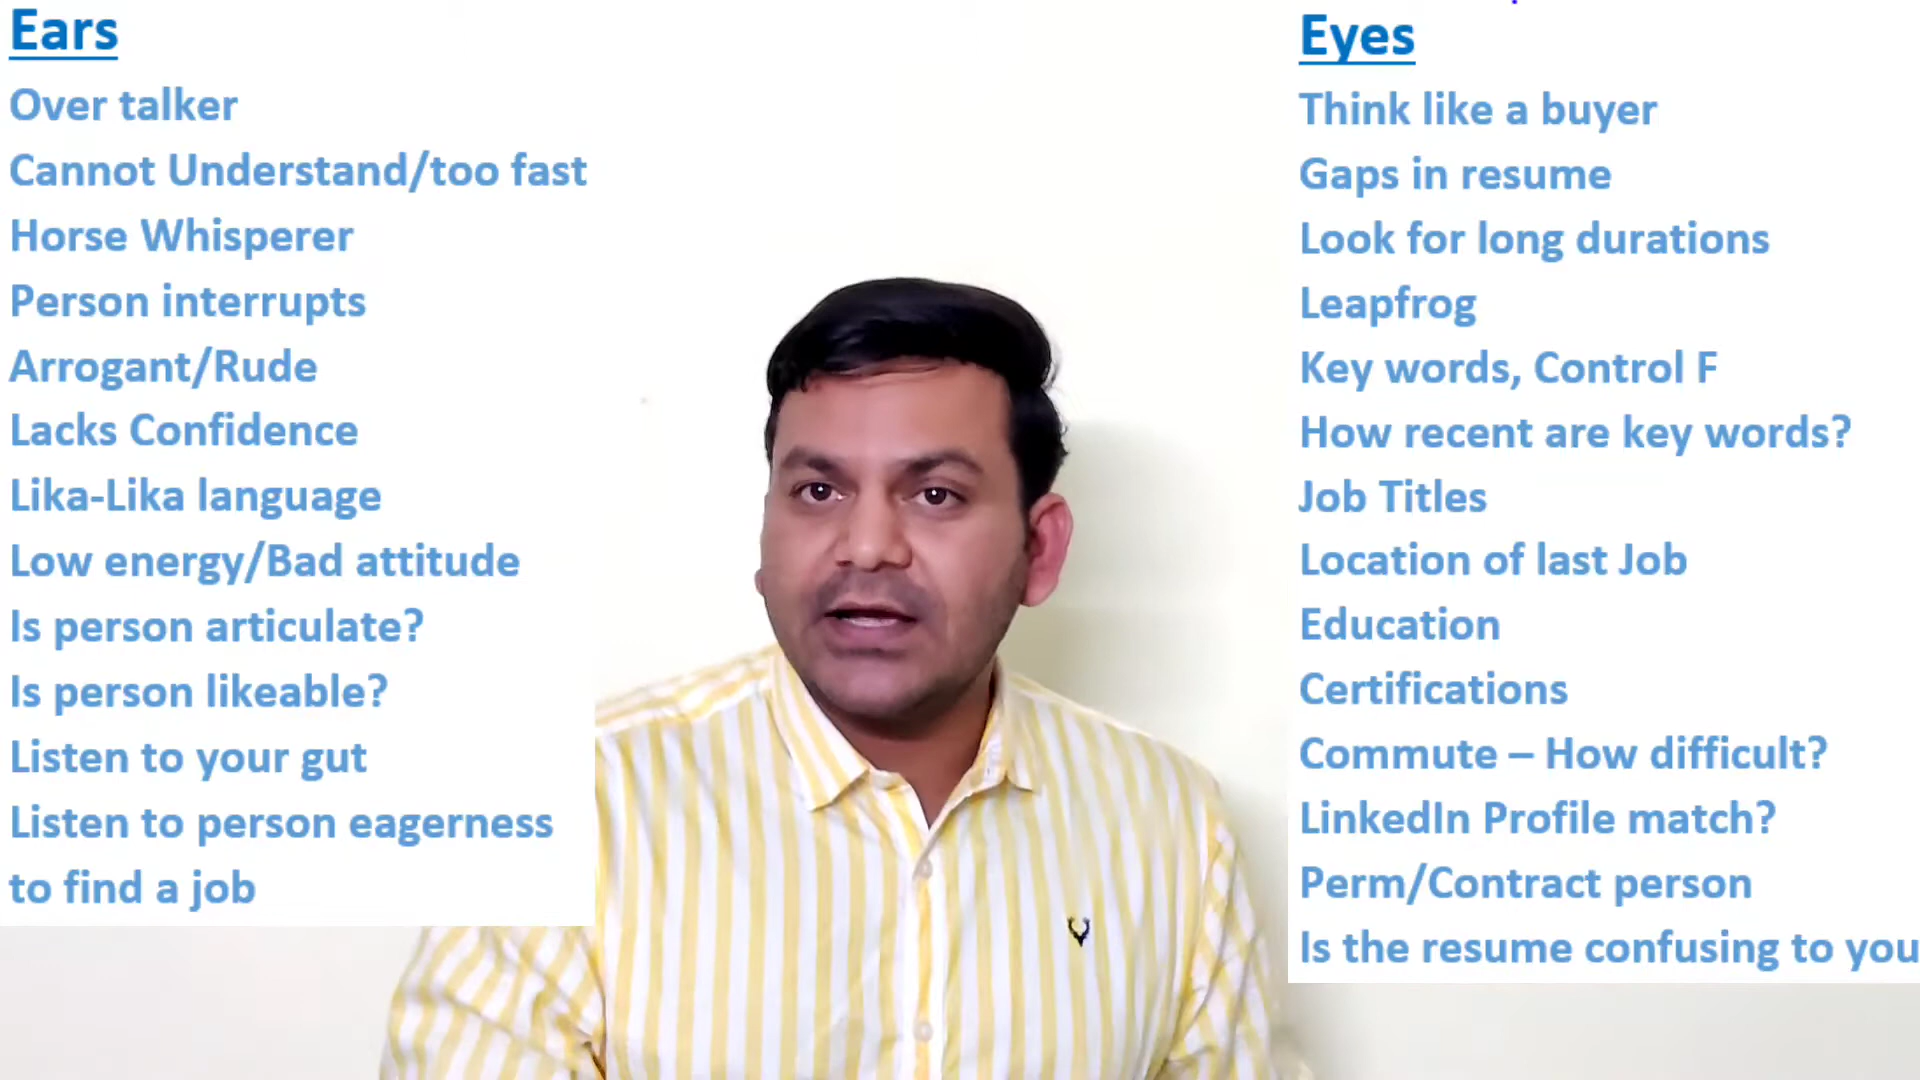 Ears
Over talker
Cannot Understand/too fast
Horse Whisperer
Person interrupts
Arrogant/Rude
Lacks Confidence
Lika-Lika language
Low energy/Bad attitude
Is person articulate?
Is person likeable?
Listen to your gut
Listen to person eagerness
to find a job
Eyes
Think like a buyer
Gaps in resume
Look for long durations
Leapfrog
Key words, Control F
How recent are key words?
Job Titles
Location of last Job
Education
Certifications
Commute – How difficult?
LinkedIn Profile match?
Perm/Contract person
Is the resume confusing to you